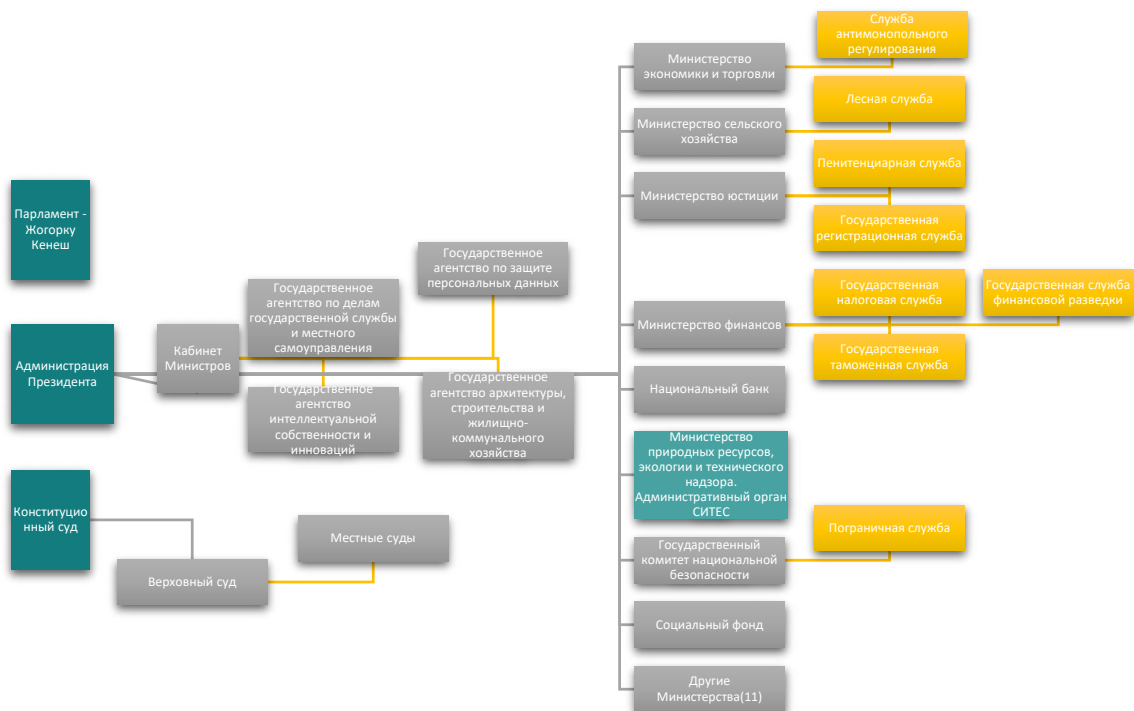 Служба
антимонопольного
регулирования
Министерство
экономики и торговли
Лесная служба
Министерство сельского
хозяйства
Пенитенциарная служба
Министерство юстиции
Государственная
регистрационная служба
Парламент -
Жогорку
Кенеш
Государственное
агентство по защите
персональных данных
Государственное
агентство по делам
государственной службы
и местного
самоуправления
Государственная
налоговая служба
Государственная служба
финансовой разведки
Министерство финансов
Государственная
таможенная служба
Администрация
Президента
Кабинет
Министров
Государственное
агентство
интеллектуальной
собственности и
инноваций
Государственное
агентство архитектуры,
строительства и
жилищно-
коммунального
хозяйства
Национальный банк
Министерство
природных ресурсов,
экологии и технического
надзора.
Административный орган
СИТЕС
Конституцио
нный суд
Местные суды
Верховный суд
Пограничная служба
Государственный
комитет национальной
безопасности
Социальный фонд
Другие
Министерства(11)